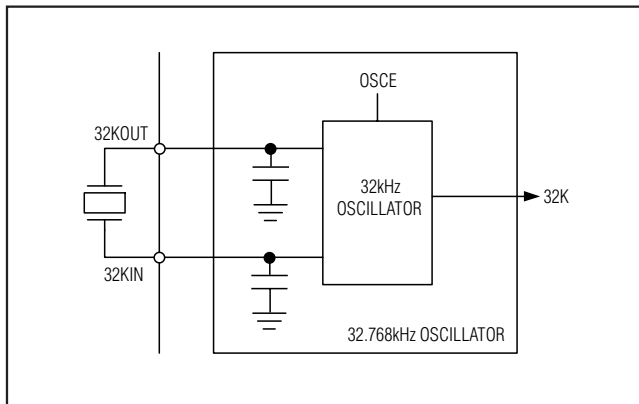 OSCE
32KOUT
32kHz
OSCILLATOR
32K
32KIN
32.768kHz OSCILLATOR